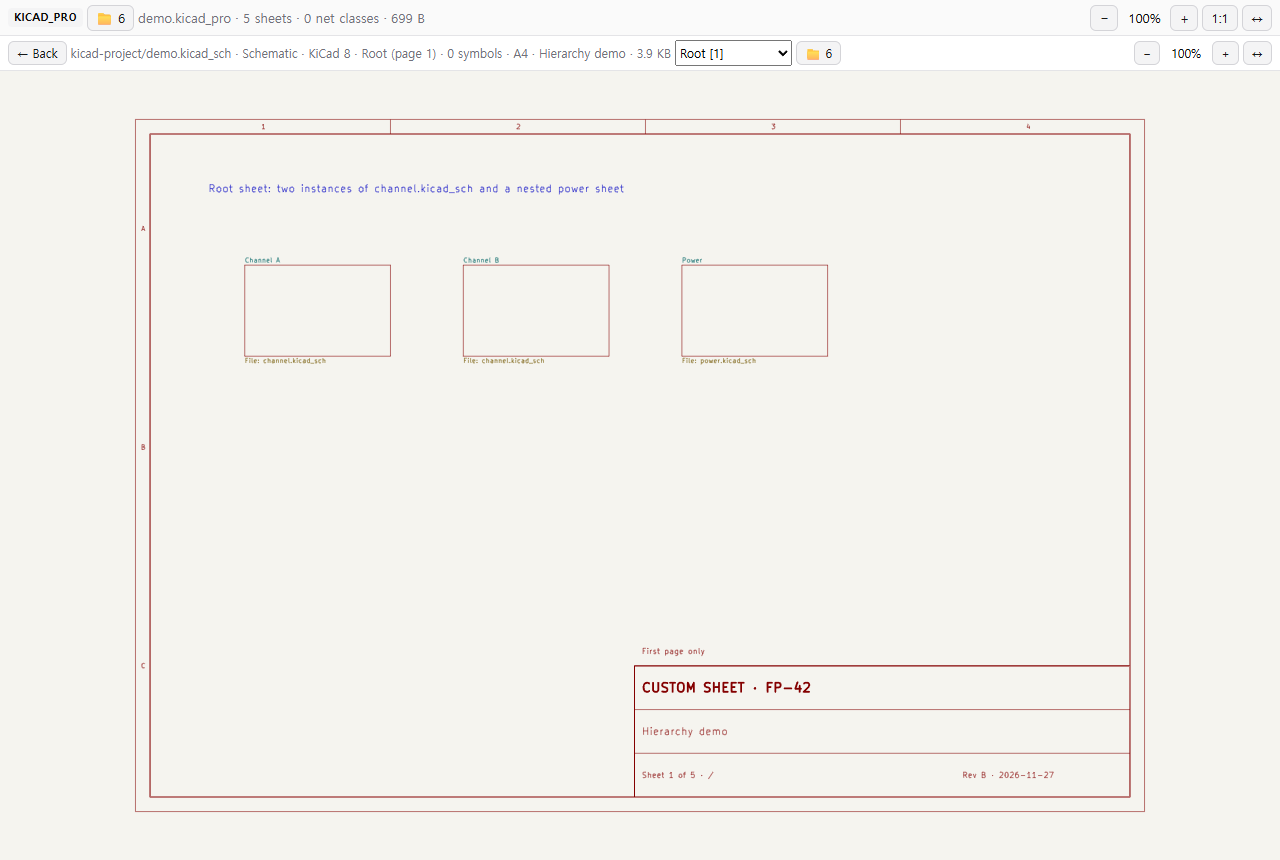 KICAD_PRO 6 demo.kicad_pro · 5 sheets · 0 net classes · 699 B − 100% + 1:1 ↔
← Back kicad-project/demo.kicad_sch · Schematic · KiCad 8 · Root (page 1) · 0 symbols · A4 · Hierarchy demo · 3.9 KB Root [1] 6 − 100% + ↔
1 2 3 4
Root sheet: two instances of channel.kicad_sch and a nested power sheet
A
Channel A Channel B Power
File: channel.kicad_sch File: channel.kicad_sch File: power.kicad_sch
B
First page only
C
CUSTOM SHEET · FP-42
Hierarchy demo
Sheet 1 of 5 · / Rev B · 2026-11-27